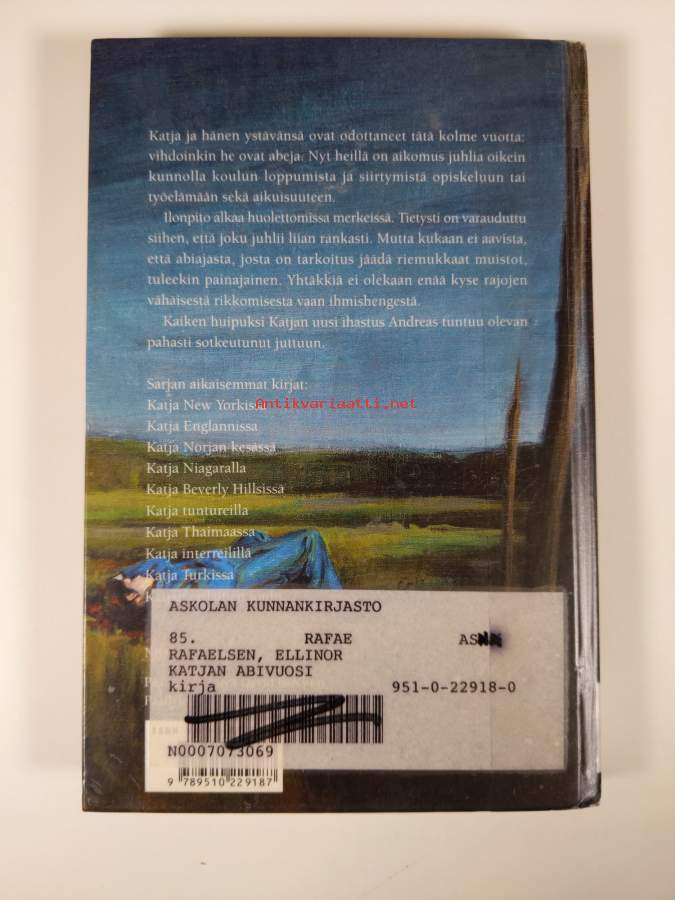 Katja ja hänen ystävänsä ovat odottaneet tätä kolme vuotta:
vihdoinkin he ovat abeja. Nyt heillä on aikomus juhlia oikein
kunnolla koulun loppumista ja siirtymistä opiskeluun tai
työelämään sekä aikuisuuteen.
Ilonpito alkaa huolettomissa merkeissä. Tietysti on varauduttu
siihen, että joku juhlii liian rankasti. Mutta kukaan ei aavista,
että abiajasta, josta on tarkoitus jäädä riemukkaat muistot,
tuleekin painajainen. Yhtäkkiä ei olekaan enää kyse rajojen
vähäisestä rikkomisesta vaan ihmishengestä.
Kaiken huipuksi Katjan uusi ihastus Andreas tuntuu olevan
pahasti sotkeutunut juttuun.
Sarjan aikaisemmat kirjat:
Katja New Yorkissa
Antikvariaatti.net
Katja Englannissa
Katja Norjan kesässä
Katja Niagaralla
Katja Beverly Hillsissä
Katja tuntureilla
Katja Thaimaassa
Katja interreilillä
Katja Turkissa
ASKOLAN KUNNANKIRJASTO
85. RAFAE
RAFAELSEN, ELLINOR
KATJAN ABIVUOSI
kirja 951-0-22918-0
ISBN
N0007073069
9 789510 229187